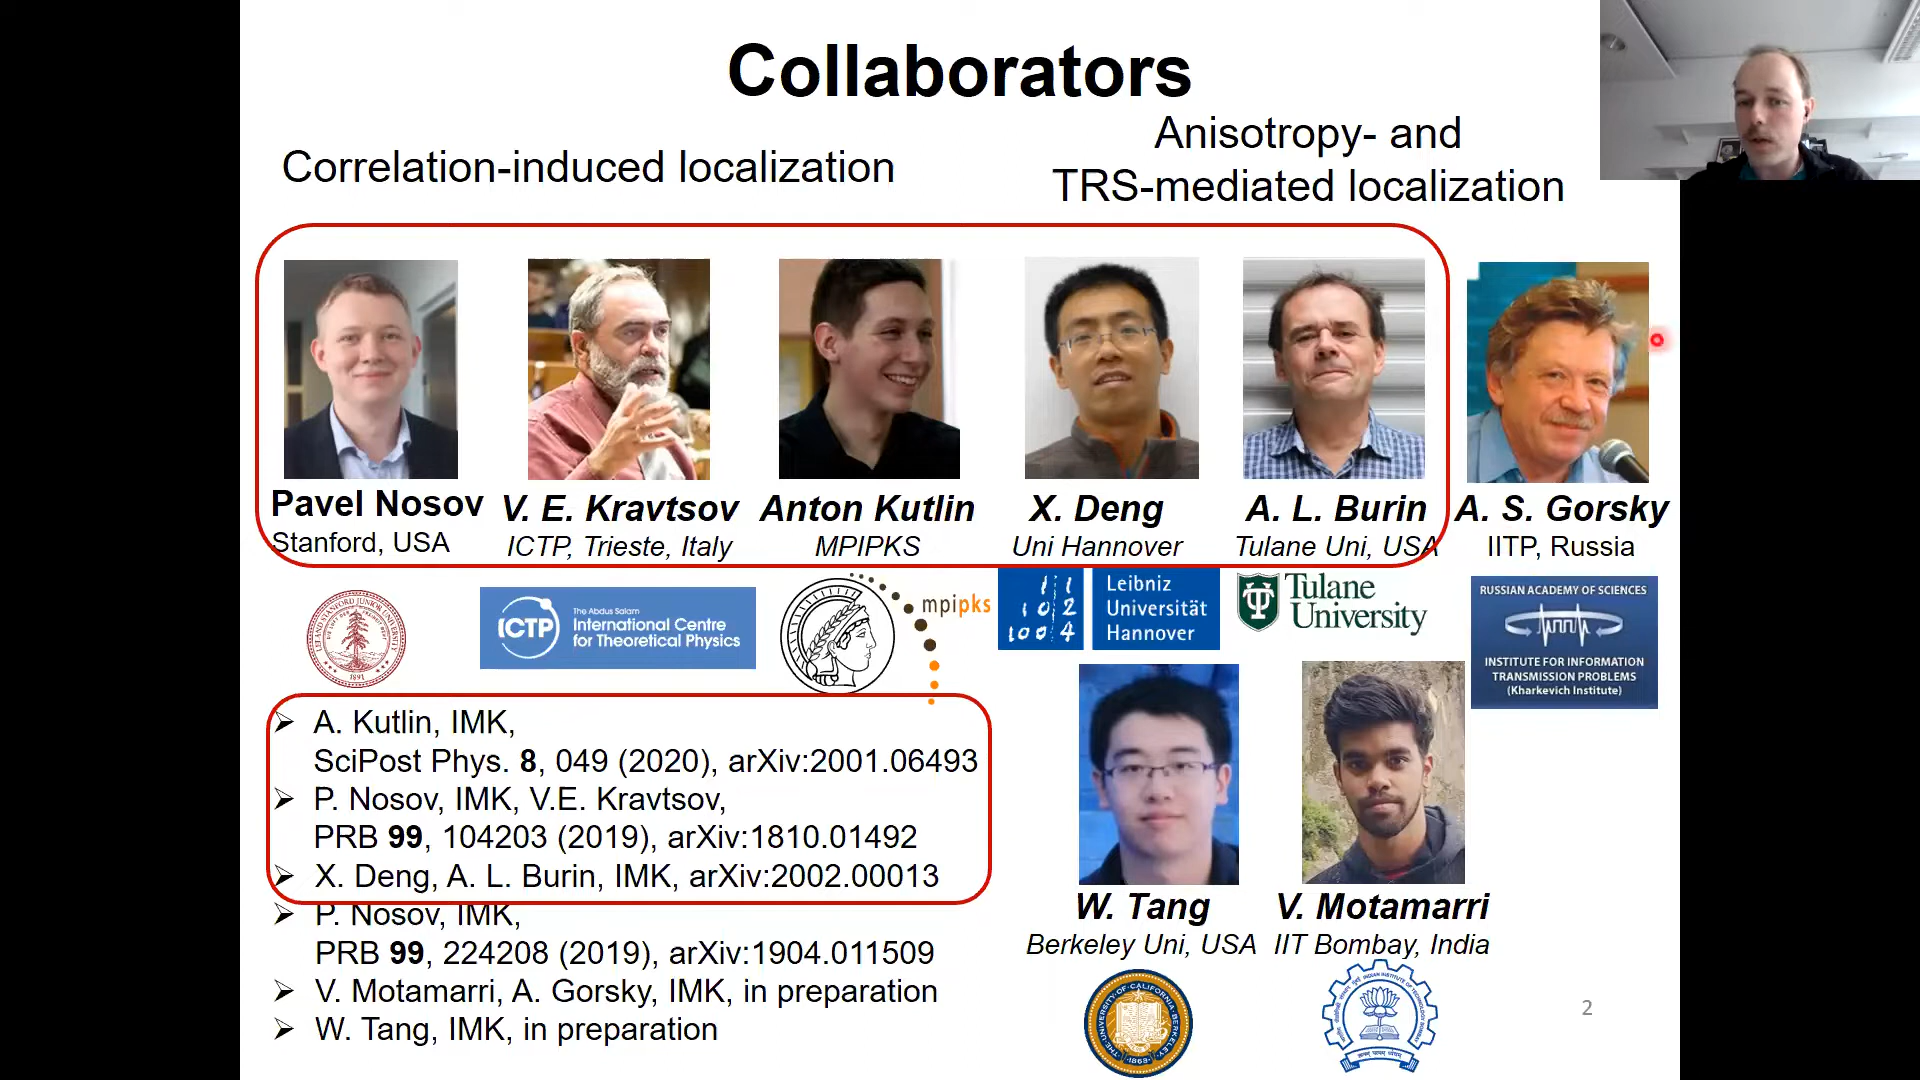 Collaborators
Correlation-induced localization
Anisotropy- and
TRS-mediated localization
Pavel Nosov
Stanford, USA
V. E. Kravtsov
ICTP, Trieste, Italy
Anton Kutlin
MPIPKS
X. Deng
Uni Hannover
A. L. Burin
Tulane Uni, USA
A. S. Gorsky
IITP, Russia
ICTP
The Abdus Salam
International Centre
for Theoretical Physics
mpipks
Leibniz
Universität
Hannover
Tulane
University
RUSSIAN ACADEMY OF SCIENCES
INSTITUTE FOR INFORMATION
TRANSMISSION PROBLEMS
(Kharkevich Institute)
➢ A. Kutlin, IMK,
SciPost Phys. 8, 049 (2020), arXiv:2001.06493
➢ P. Nosov, IMK, V.E. Kravtsov,
PRB 99, 104203 (2019), arXiv:1810.01492
➢ X. Deng, A. L. Burin, IMK, arXiv:2002.00013
➢ P. Nosov, IMK,
PRB 99, 224208 (2019), arXiv:1904.011509
➢ V. Motamarri, A. Gorsky, IMK, in preparation
➢ W. Tang, IMK, in preparation
W. Tang
Berkeley Uni, USA
V. Motamarri
IIT Bombay, India
2